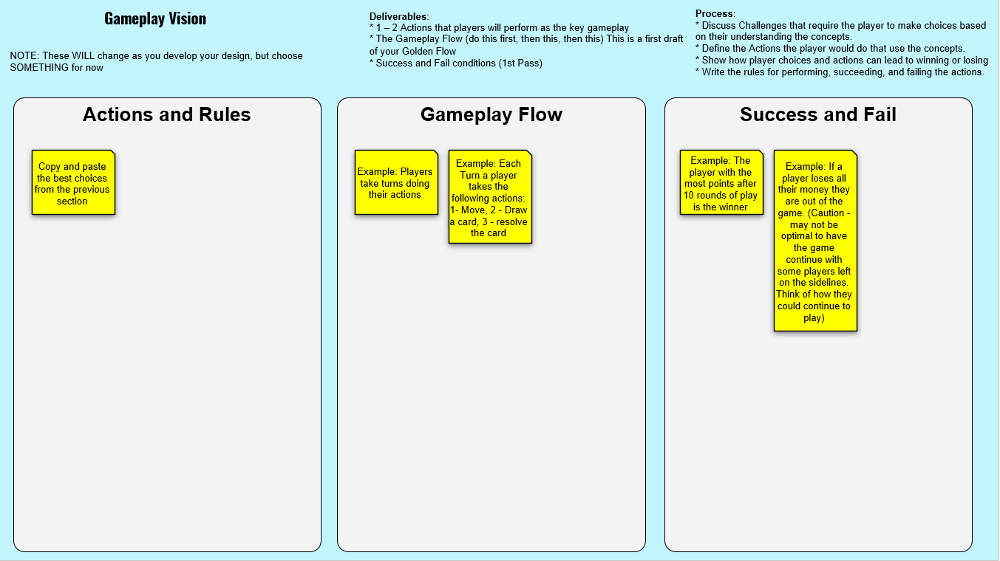 Gameplay Vision
NOTE: These WILL change as you develop your design, but choose
SOMETHING for now
Deliverables:
* 1 – 2 Actions that players will perform as the key gameplay
* The Gameplay Flow (do this first, then this, then this) This is a first draft
of your Golden Flow
* Success and Fail conditions (1st Pass)
Process:
* Discuss Challenges that require the player to make choices based
on their understanding the concepts.
* Define the Actions the player would do that use the concepts.
* Show how player choices and actions can lead to winning or losing
* Write the rules for performing, succeeding, and failing the actions.
Actions and Rules
Copy and paste
the best choices
from the previous
section
Gameplay Flow
Example: Players
take turns doing
their actions
Example: Each
Turn a player
takes the
following actions:
1- Move, 2 - Draw
a card, 3 - resolve
the card
Success and Fail
Example: The
player with the
most points after
10 rounds of play
is the winner
Example: If a
player loses all
their money they
are out of the
game. (Caution -
may not be
optimal to have
the game
continue with
some players left
on the sidelines.
Think of how they
could continue to
play)